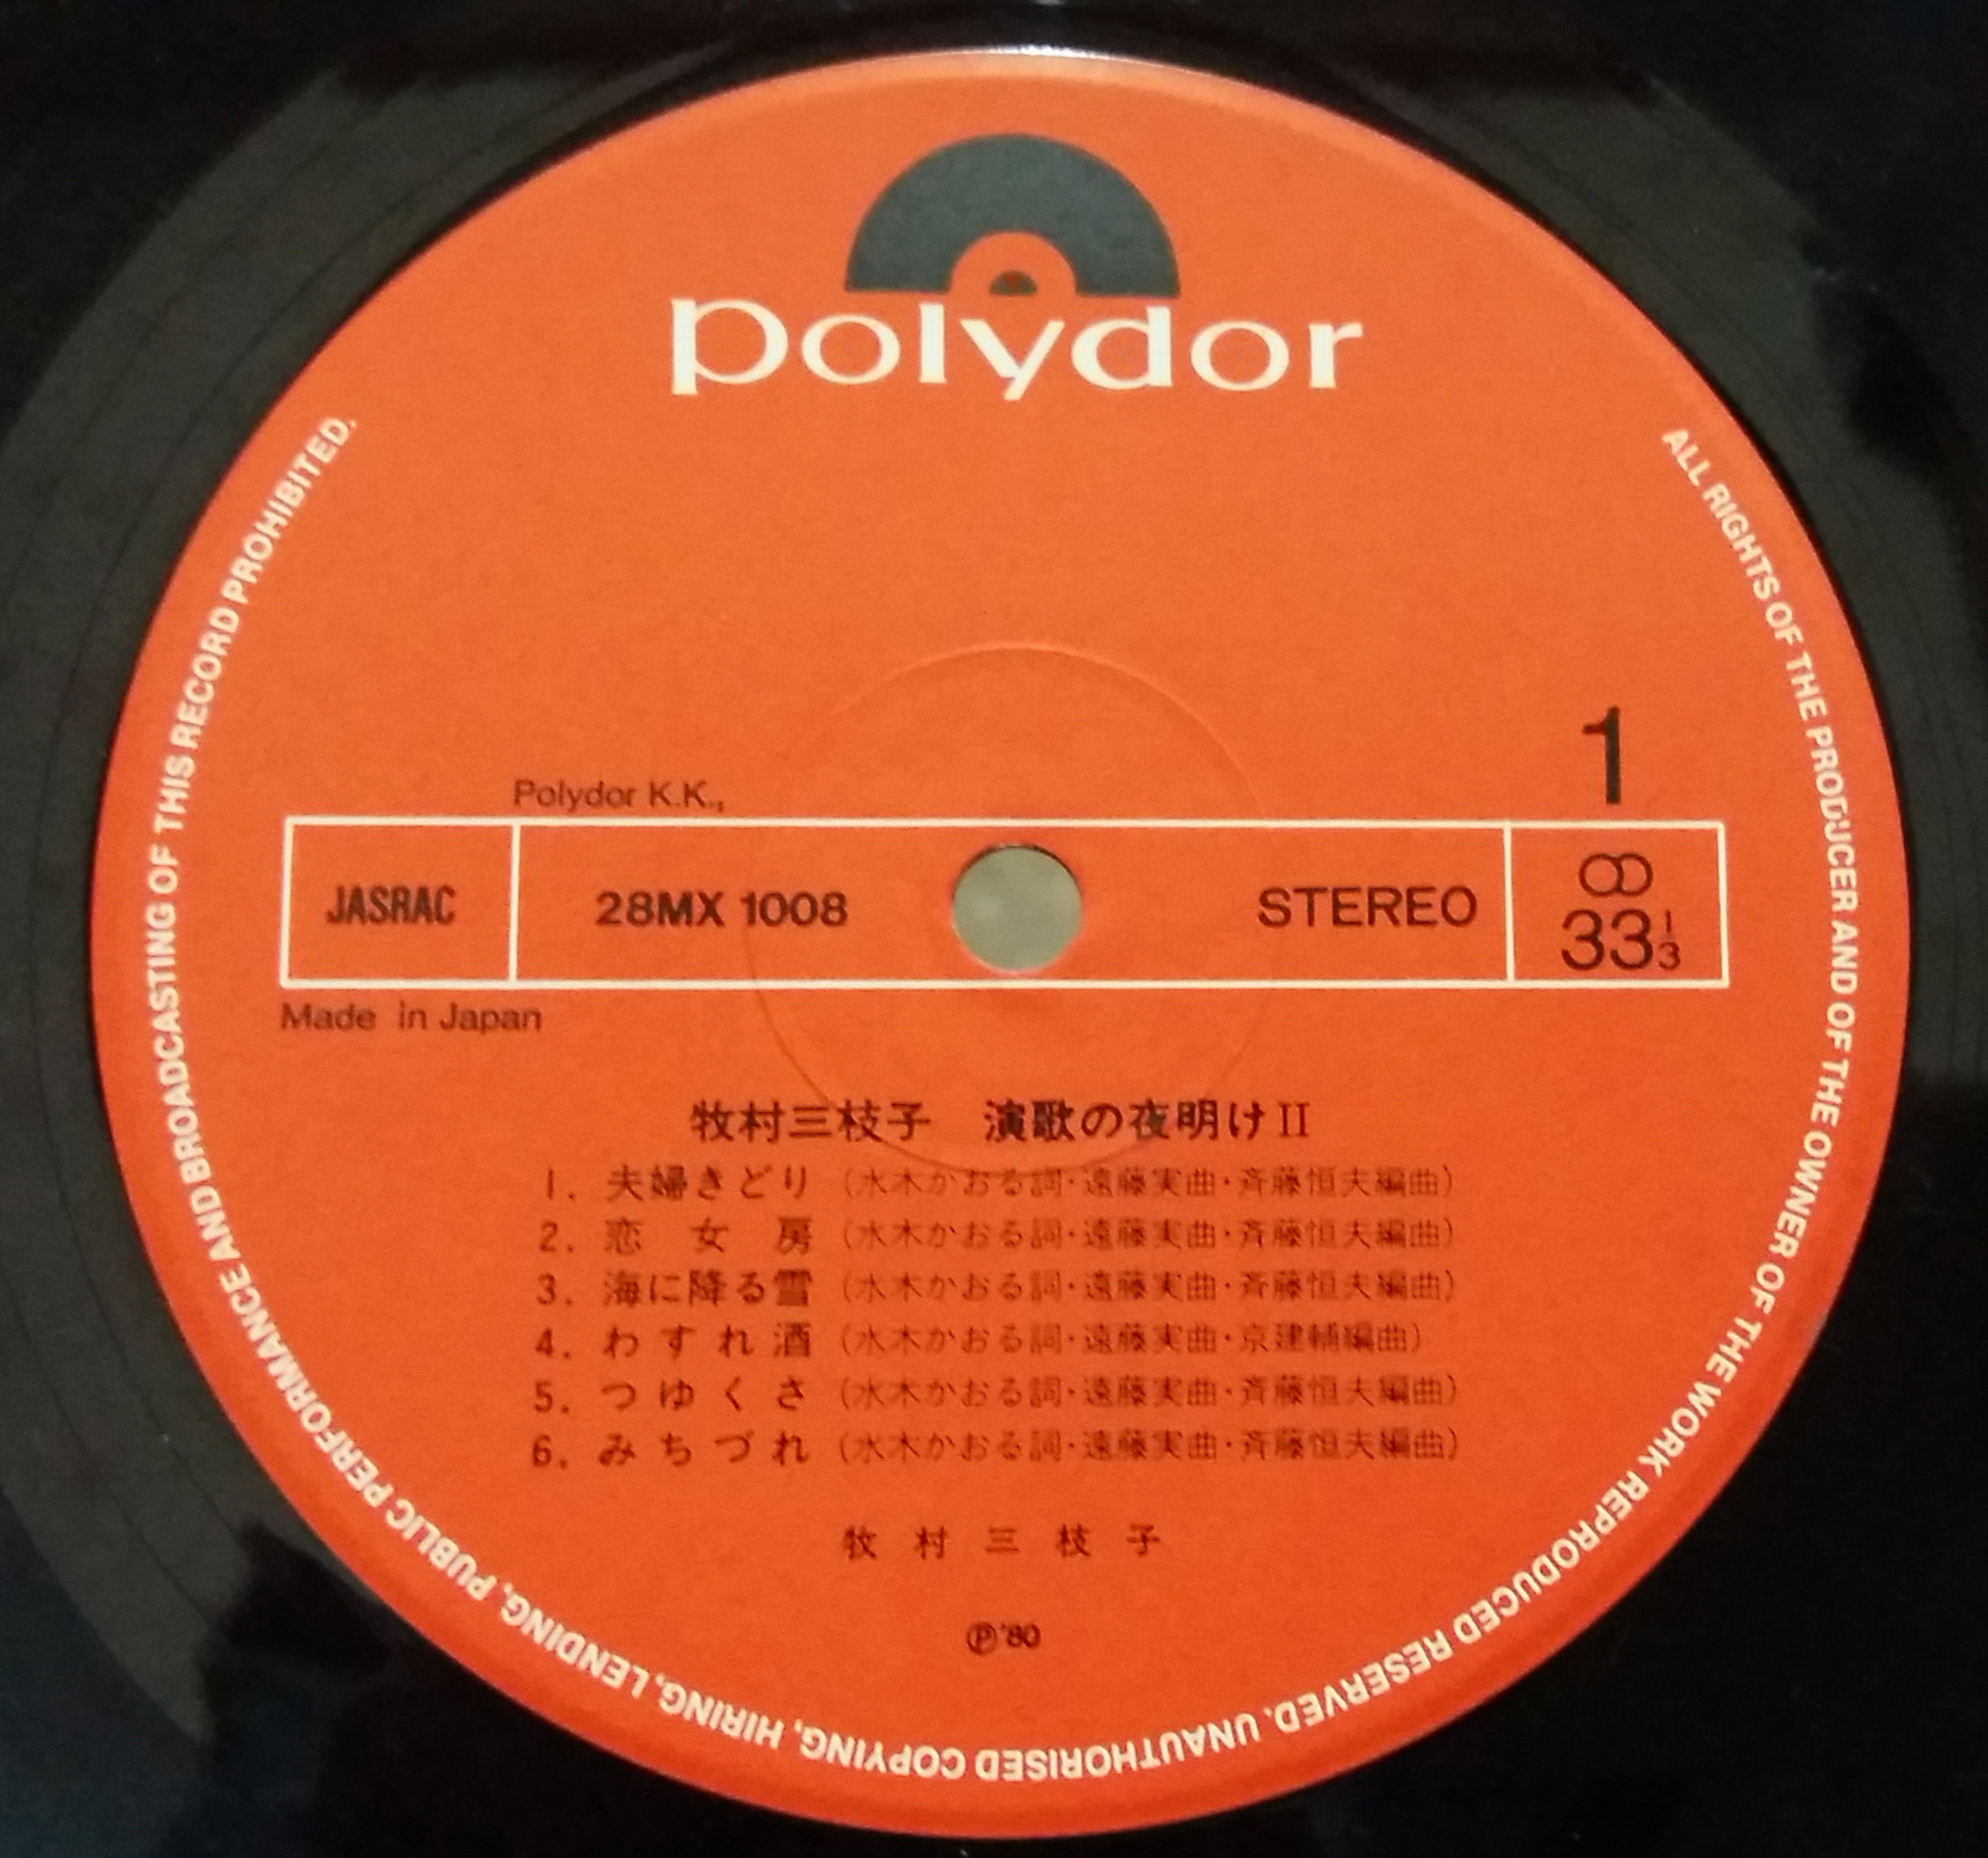 polydor
1
Polydor K.K.,
JASRAC 28MX 1008 STEREO 33 1/3
Made in Japan
牧村三枝子 演歌の夜明けII
1. 夫婦きどり (水木かおる詞・遠藤実曲・斉藤恒夫編曲)
2. 恋女房 (水木かおる詞・遠藤実曲・斉藤恒夫編曲)
3. 海に降る雪 (水木かおる詞・遠藤実曲・斉藤恒夫編曲)
4. わすれ酒 (水木かおる詞・遠藤実曲・京建輔編曲)
5. つゆくさ (水木かおる詞・遠藤実曲・斉藤恒夫編曲)
6. みちづれ (水木かおる詞・遠藤実曲・斉藤恒夫編曲)
牧村三枝子
Ⓟ'80
ALL RIGHTS OF THE PRODUCER AND OF THE OWNER OF THE WORK REPRODUCED RESERVED. UNAUTHORISED COPYING, HIRING, LENDING, PUBLIC PERFORMANCE AND BROADCASTING OF THIS RECORD PROHIBITED.